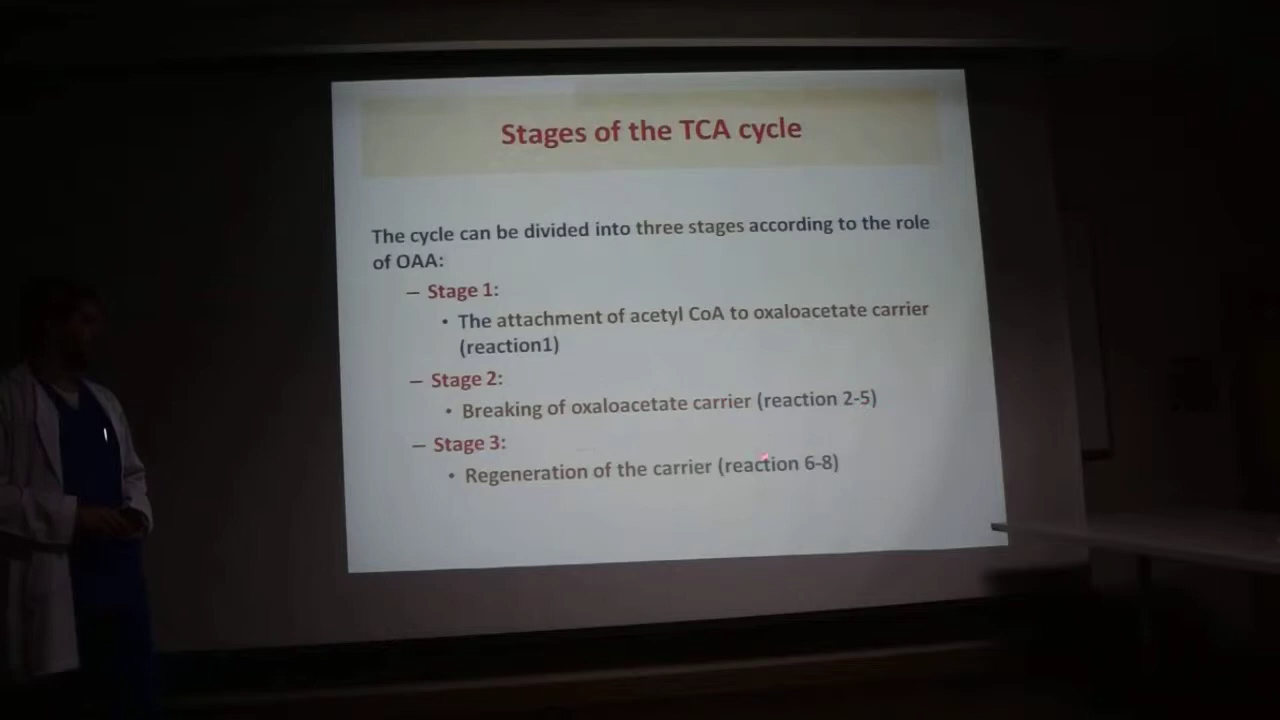 Stages of the TCA cycle
The cycle can be divided into three stages according to the role
of OAA:
– Stage 1:
• The attachment of acetyl CoA to oxaloacetate carrier
(reaction1)
– Stage 2:
• Breaking of oxaloacetate carrier (reaction 2-5)
– Stage 3:
• Regeneration of the carrier (reaction 6-8)